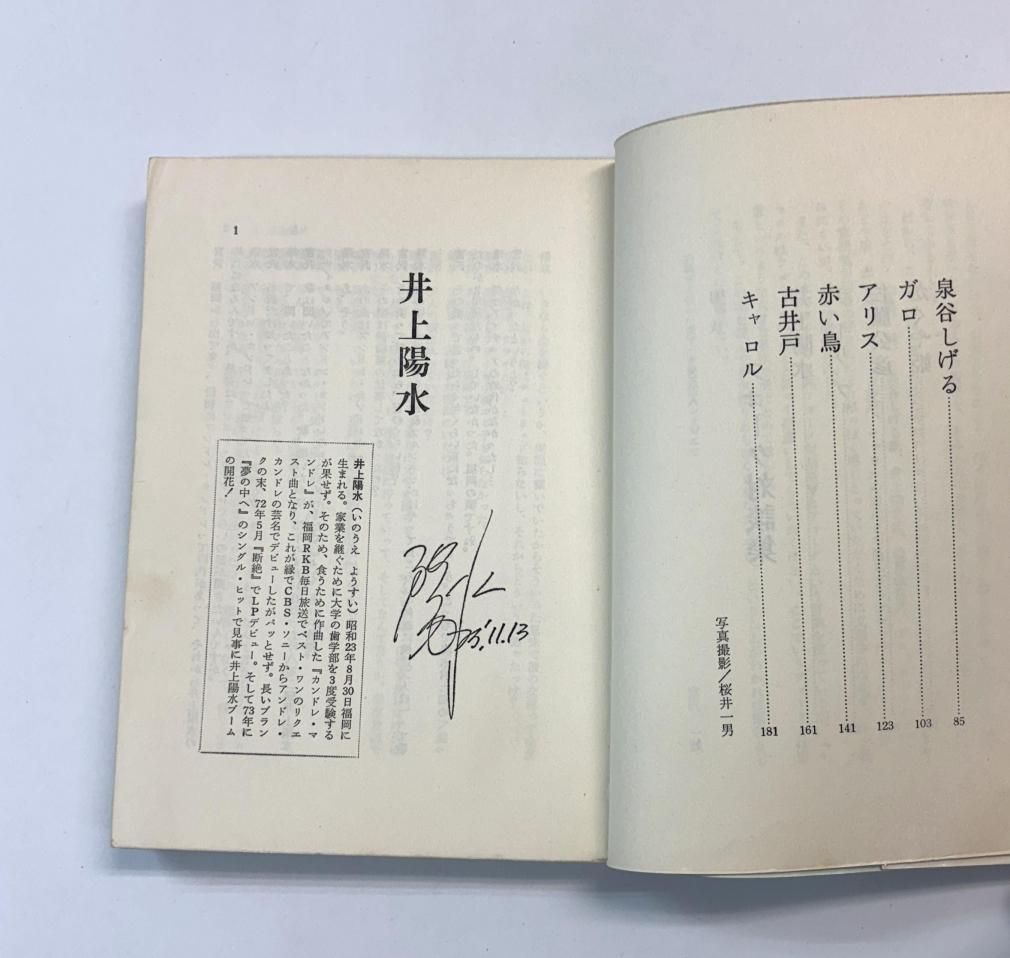 泉谷しげる 85
ガロ 103
アリス 123
赤い鳥 141
古井戸 161
キャロル 181
写真撮影／桜井一男
1
井上陽水
陽水
'75.11.13
井上陽水（いのうえ ようすい）昭和23年8月30日福岡に
生まれる。家業を継ぐために大学の歯学部を3度受験する
が果せず。そのため、食うために作曲した『カンドレ・マ
ンドレ』が、福岡RKB毎日放送でベスト・ワンのリクエ
スト曲となり、これが縁でCBS・ソニーからアンドレ・
カンドレの芸名でデビューしたがパッとせず。長いブラン
クの末、72年5月『断絶』でLPデビュー。そして73年に
『夢の中へ』のシングル・ヒットで見事に井上陽水ブーム
の開花！